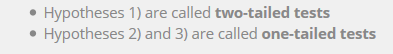 • Hypotheses 1) are called two-tailed tests
• Hypotheses 2) and 3) are called one-tailed tests